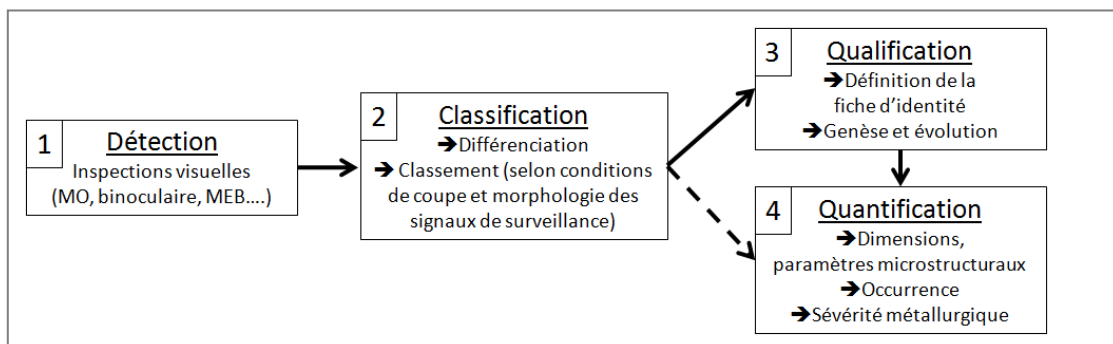 1
Détection
Inspections visuelles
(MO, binoculaire, MEB....)
2
Classification
➔Différenciation
➔ Classement (selon conditions
de coupe et morphologie des
signaux de surveillance)
3
Qualification
➔Définition de la
fiche d’identité
➔Genèse et évolution
4
Quantification
➔Dimensions,
paramètres microstructuraux
➔Occurrence
➔Sévérité métallurgique